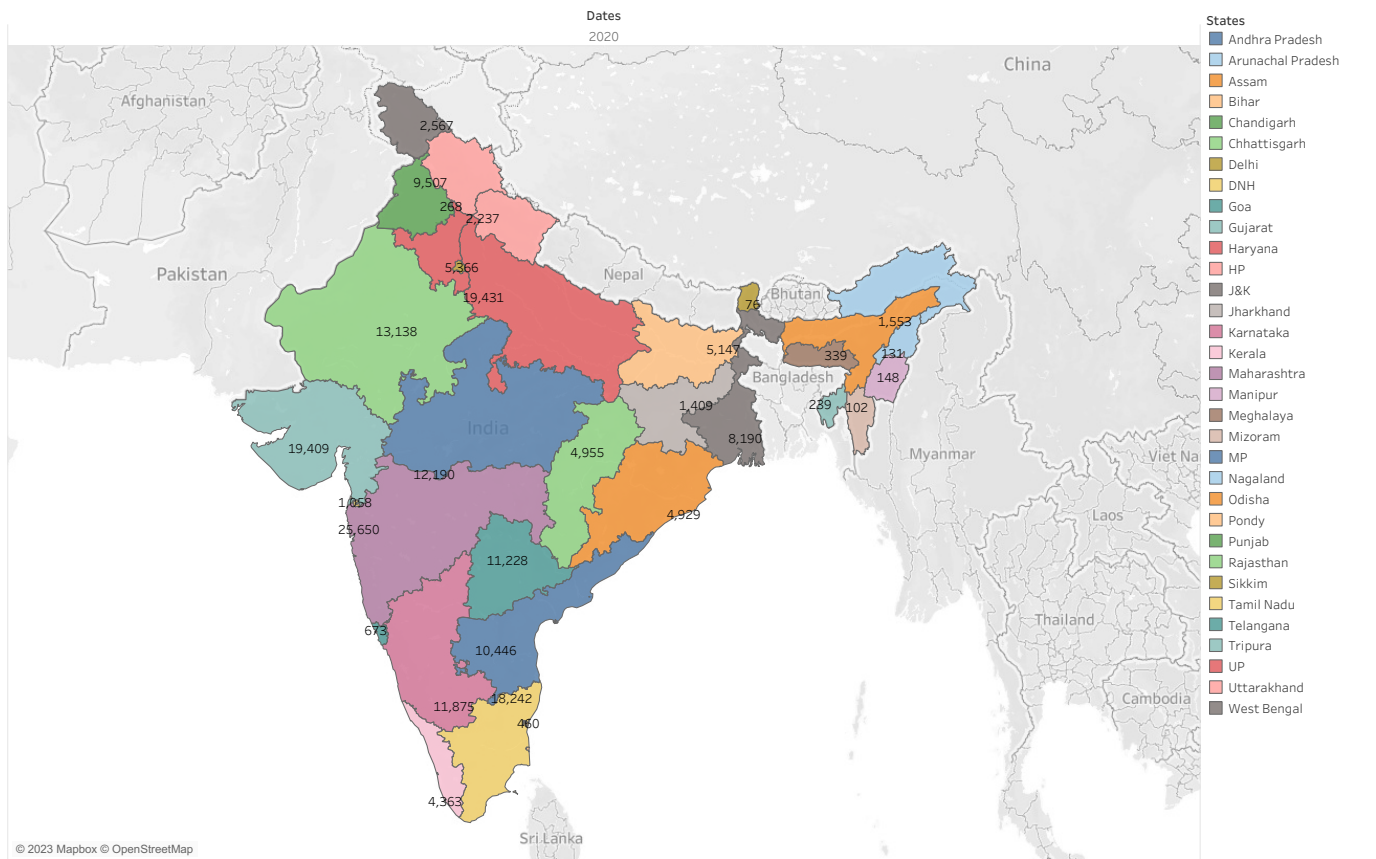 Dates
2020
States
Andhra Pradesh
Arunachal Pradesh
Assam
Bihar
Chandigarh
Chhattisgarh
Delhi
DNH
Goa
Gujarat
Haryana
HP
J&K
Jharkhand
Karnataka
Kerala
Maharashtra
Manipur
Meghalaya
Mizoram
MP
Nagaland
Odisha
Pondy
Punjab
Rajasthan
Sikkim
Tamil Nadu
Telangana
Tripura
UP
Uttarakhand
West Bengal
China
Afghanistan
2,567
9,507
268
2,237
5,366
Pakistan
Nepal
19,431
Bhutan
76
13,138
1,553
5,147
131
339
Bangladesh
148
1,409
239
102
India
8,190
19,409
4,955
Myanmar
Viet Na
12,190
1,058
25,650
4,929
Laos
11,228
673
Thailand
10,446
18,242
Cambodia
11,875
460
4,363
Sri Lanka
© 2023 Mapbox © OpenStreetMap